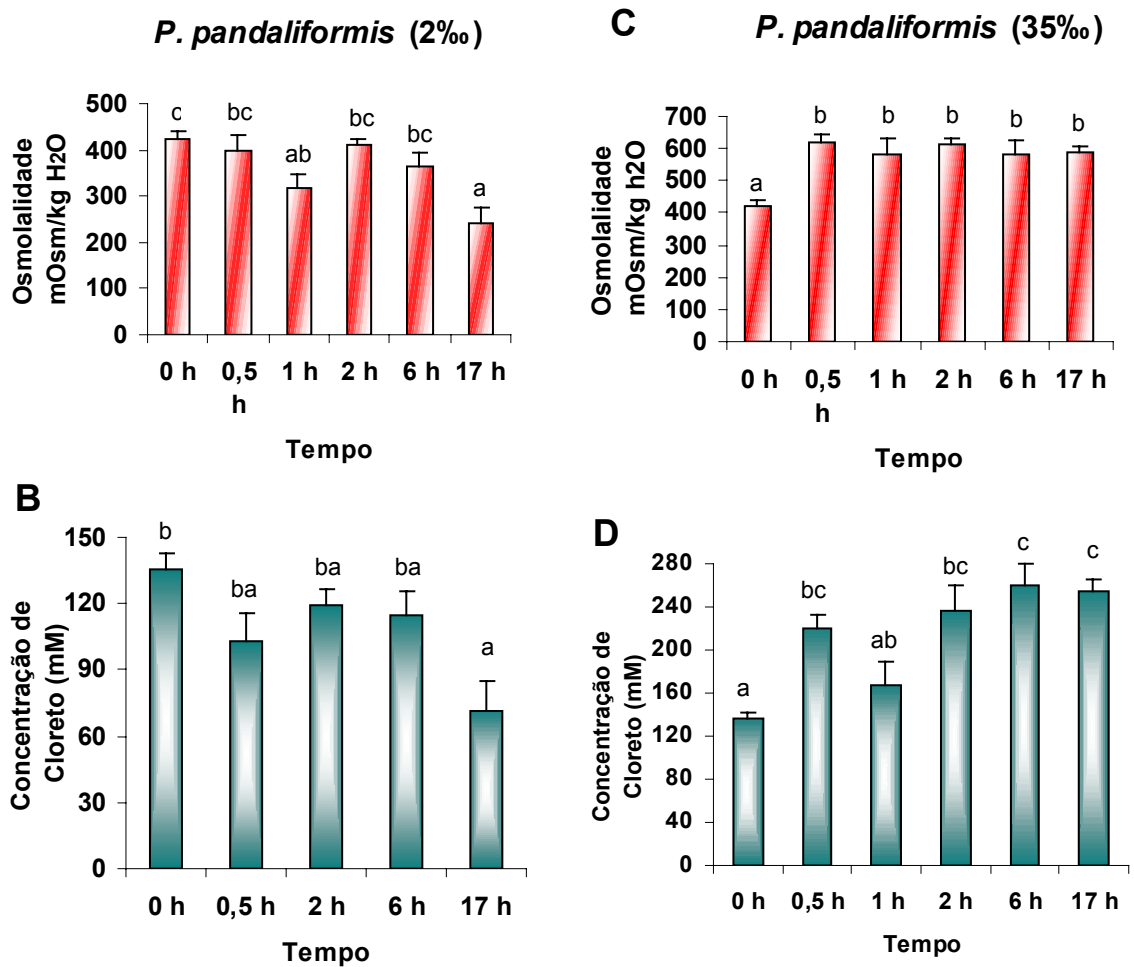 P. pandaliformis (2‰)
Osmolalidade
mOsm/kg H2O
500
400
300
200
100
0
c
bc
ab
bc
bc
a
0 h
0,5
h
1 h
2 h
6 h
17 h
Tempo
C
P. pandaliformis (35‰)
Osmolalidade
mOsm/kg h2O
700
600
500
400
300
200
100
0
a
b
b
b
b
b
0 h
0,5
h
1 h
2 h
6 h
17 h
Tempo
B
Concentração de
Cloreto (mM)
150
120
90
60
30
0
b
ba
ba
ba
a
0 h
0,5 h
2 h
6 h
17 h
Tempo
D
Concentração de
Cloreto (mM)
280
240
200
160
120
80
40
0
a
bc
ab
bc
c
c
0 h
0,5 h
1 h
2 h
6 h
17 h
Tempo